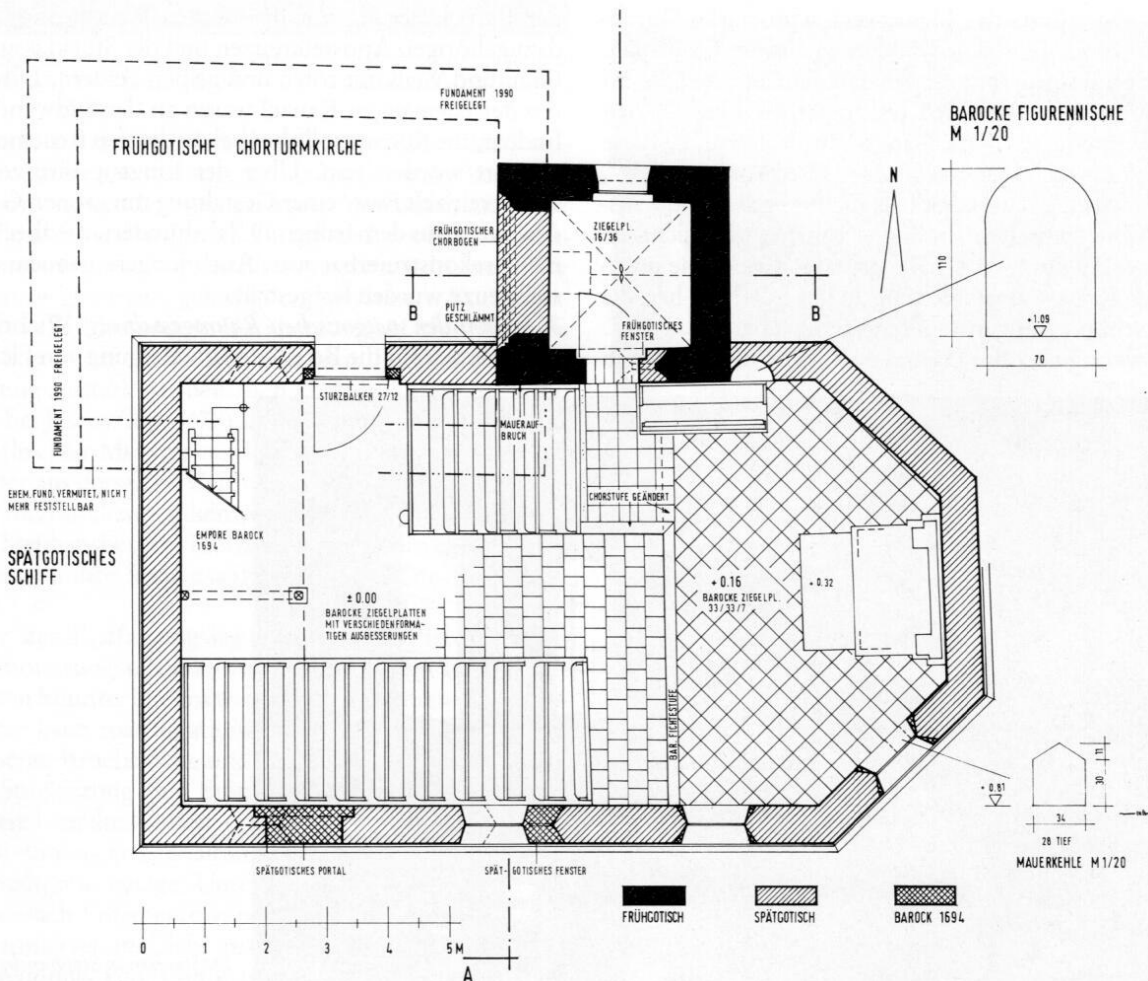 FUNDAMENT 1990
FREIGELEGT
FRÜHGOTISCHE CHORTURMKIRCHE
BAROCKE FIGURENNISCHE
M 1/20
N
110
+1.09
70
FRÜHGOTISCHER
CHORBOGEN
ZIEGELPL.
16/36
B
B
PUTZ
GESCHLÄMMT
FRÜHGOTISCHES
FENSTER
FUNDAMENT 1990 FREIGELEGT
STURZBALKEN 27/12
MAUERAUF-
BRUCH
EHEM. FUND. VERMUTET, NICHT
MEHR FESTSTELLBAR
CHORSTUFE GEÄNDERT
EMPORE BAROCK
1694
SPÄTGOTISCHES
SCHIFF
± 0.00
BAROCKE ZIEGELPLATTEN
MIT VERSCHIEDENFORMA-
TIGEN AUSBESSERUNGEN
+ 0.16
BAROCKE ZIEGELPL.
33/33/7
+ 0.32
BAR. FICHTESTUFE
+ 0.81
11
30
34
28 TIEF
MAUERKEHLE M 1/20
SPÄTGOTISCHES PORTAL
SPÄT-GOTISCHES FENSTER
FRÜHGOTISCH
SPÄTGOTISCH
BAROCK 1694
0 1 2 3 4 5 M
A